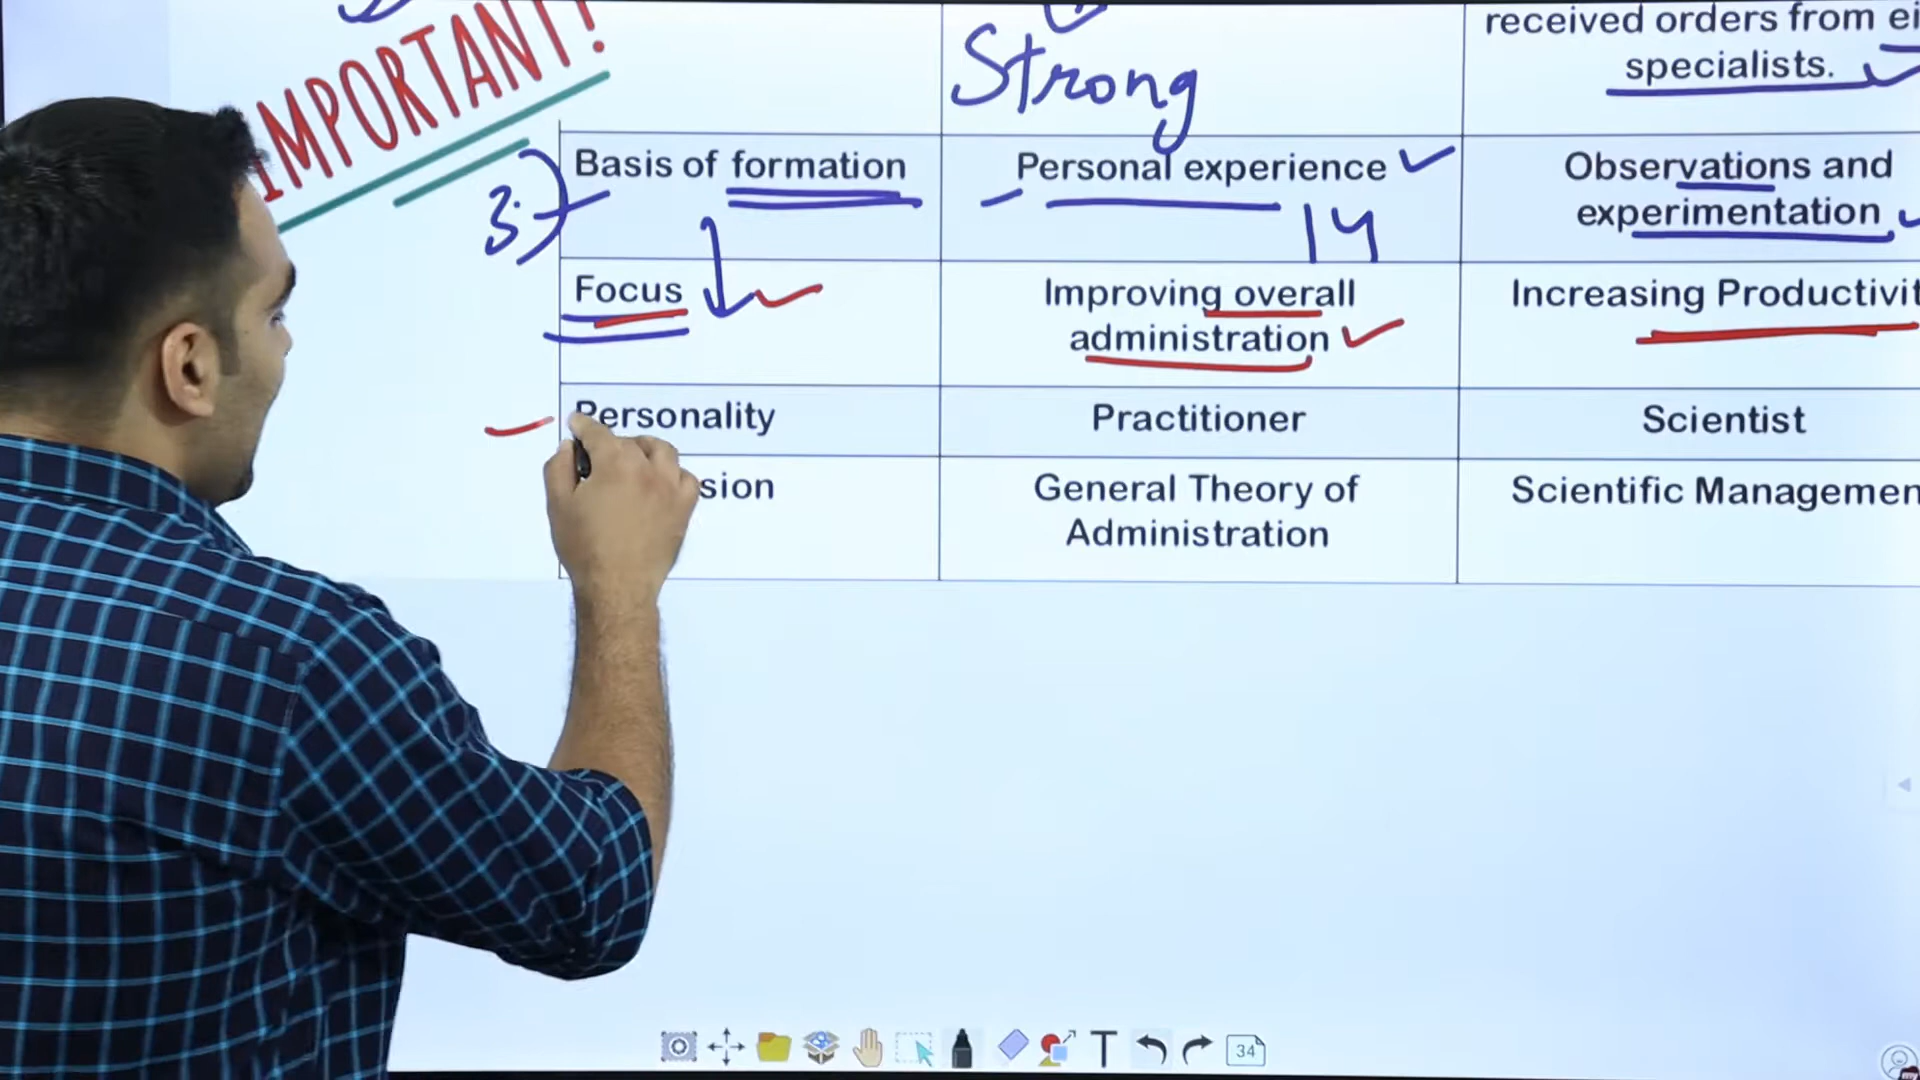 IMPORTANT!
Strong
received orders from ei
specialists.
3.
Basis of formation
Personal experience
14
Observations and
experimentation
Focus
Improving overall
administration
Increasing Productivit
Personality
Practitioner
Scientist
sion
General Theory of
Administration
Scientific Managemen
T
34